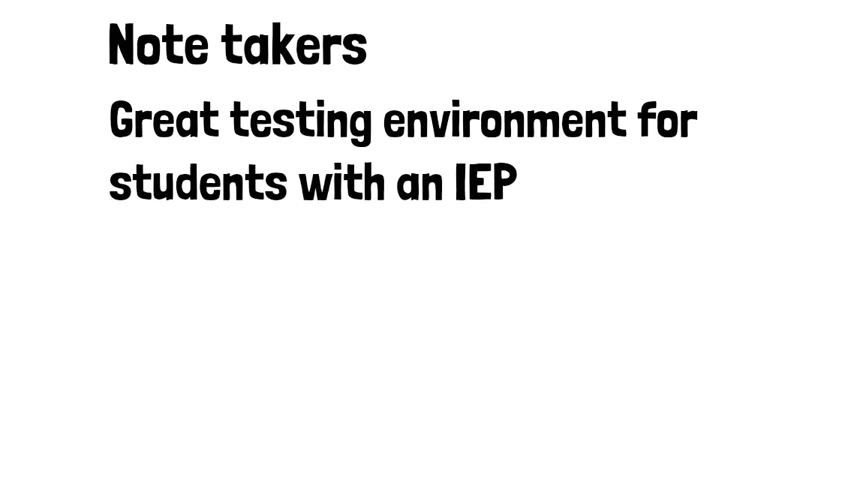 Note takers
Great testing environment for
students with an IEP